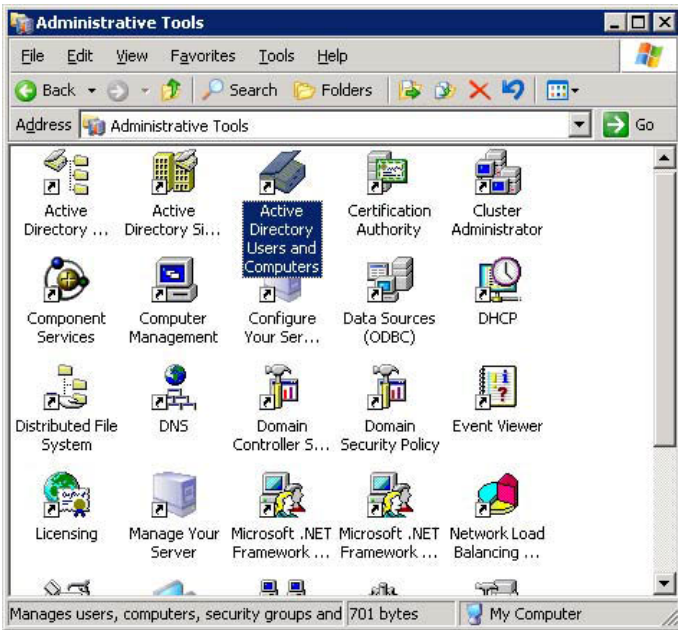 Administrative Tools
File Edit View Favorites Tools Help
Back Search Folders
Address Administrative Tools Go
Active Directory ...
Active Directory Si...
Active Directory Users and Computers
Certification Authority
Cluster Administrator
Component Services
Computer Management
Configure Your Ser...
Data Sources (ODBC)
DHCP
Distributed File System
DNS
Domain Controller S...
Domain Security Policy
Event Viewer
Licensing
Manage Your Server
Microsoft .NET Framework ...
Microsoft .NET Framework ...
Network Load Balancing ...
Manages users, computers, security groups and 701 bytes My Computer